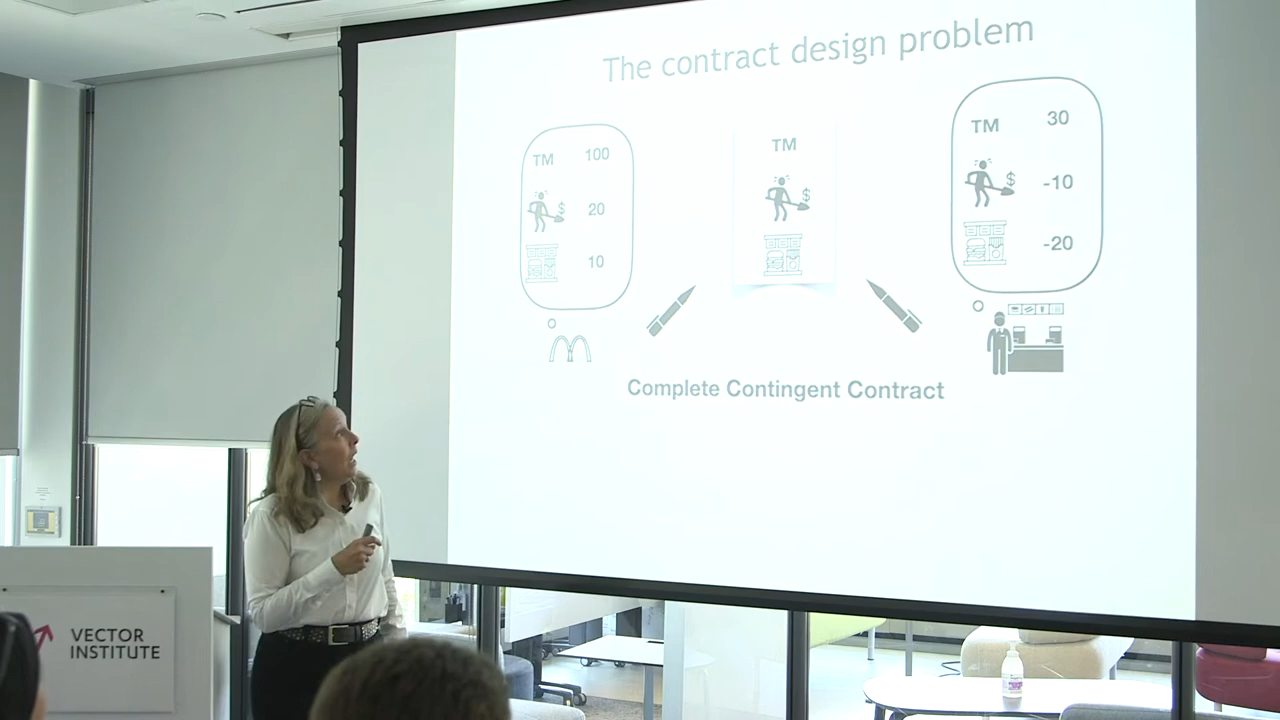 The contract design problem
TM 100
$ 20
10
TM
$
TM 30
$ -10
-20
Complete Contingent Contract
VECTOR
INSTITUTE